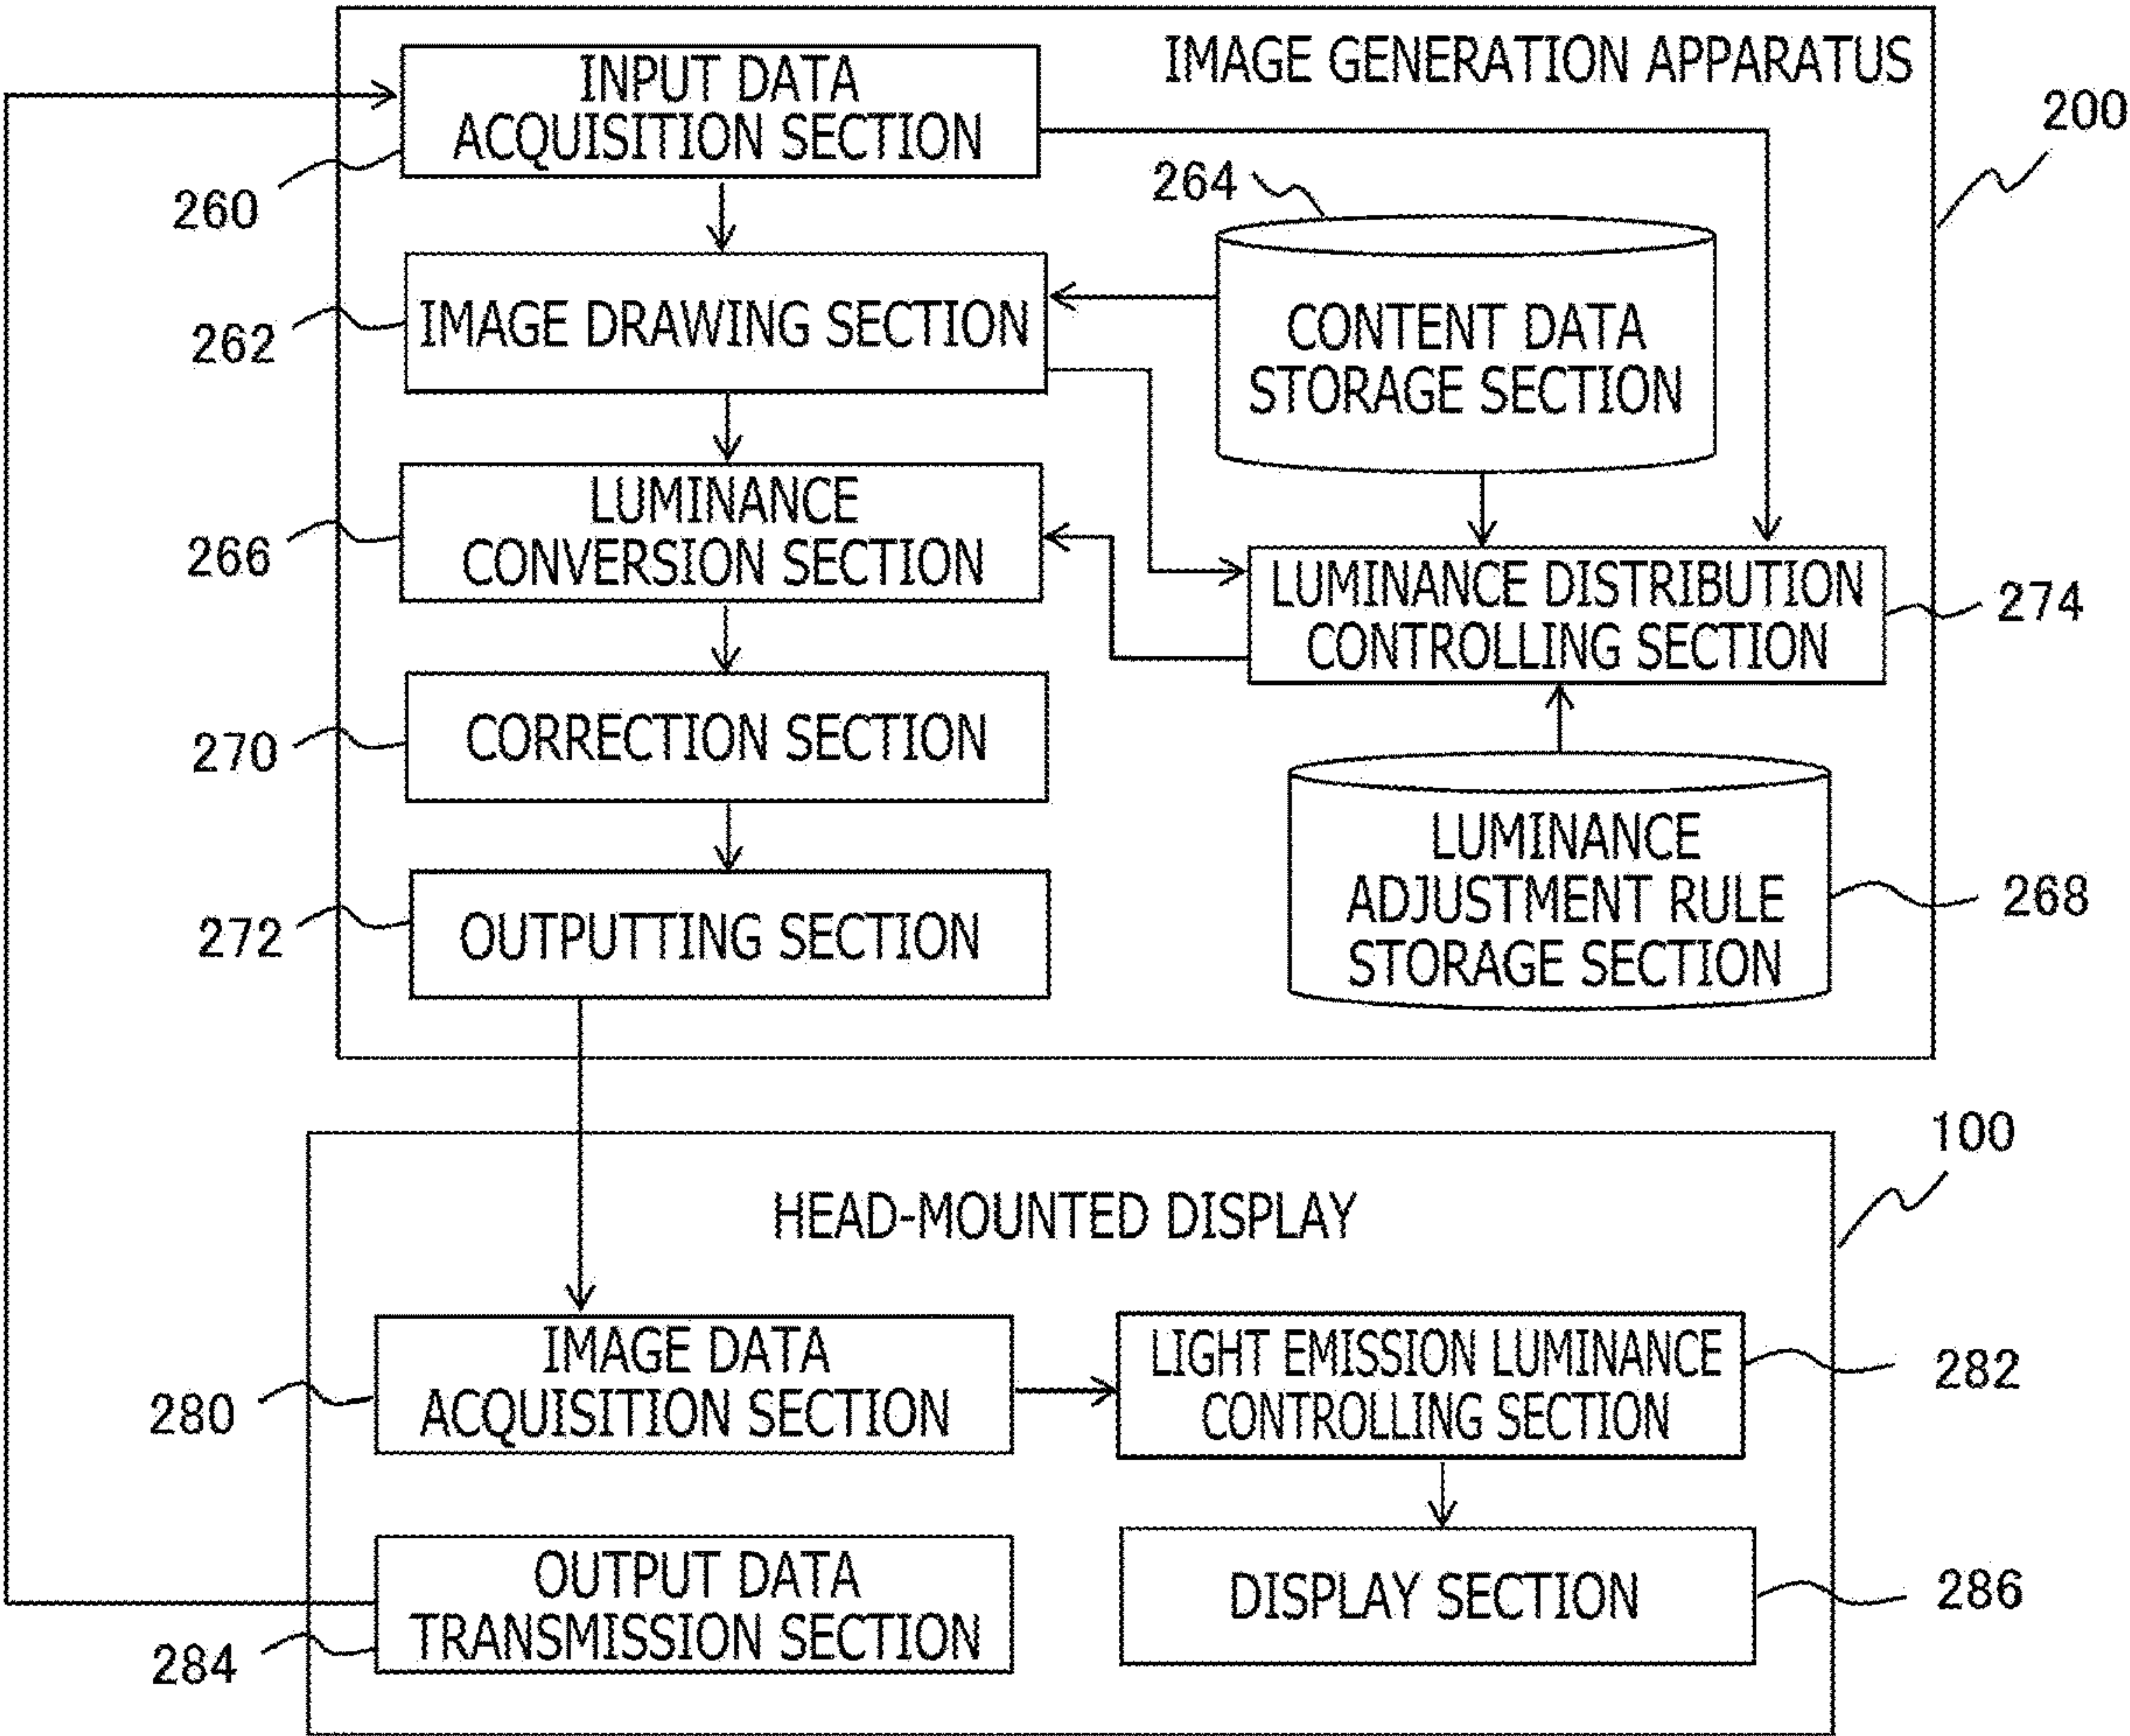 IMAGE GENERATION APPARATUS
200
INPUT DATA
ACQUISITION SECTION
260
264
IMAGE DRAWING SECTION
262
CONTENT DATA
STORAGE SECTION
LUMINANCE
CONVERSION SECTION
266
LUMINANCE DISTRIBUTION
CONTROLLING SECTION
274
CORRECTION SECTION
270
LUMINANCE
ADJUSTMENT RULE
STORAGE SECTION
268
OUTPUTTING SECTION
272
100
HEAD-MOUNTED DISPLAY
IMAGE DATA
ACQUISITION SECTION
280
LIGHT EMISSION LUMINANCE
CONTROLLING SECTION
282
OUTPUT DATA
TRANSMISSION SECTION
284
DISPLAY SECTION
286